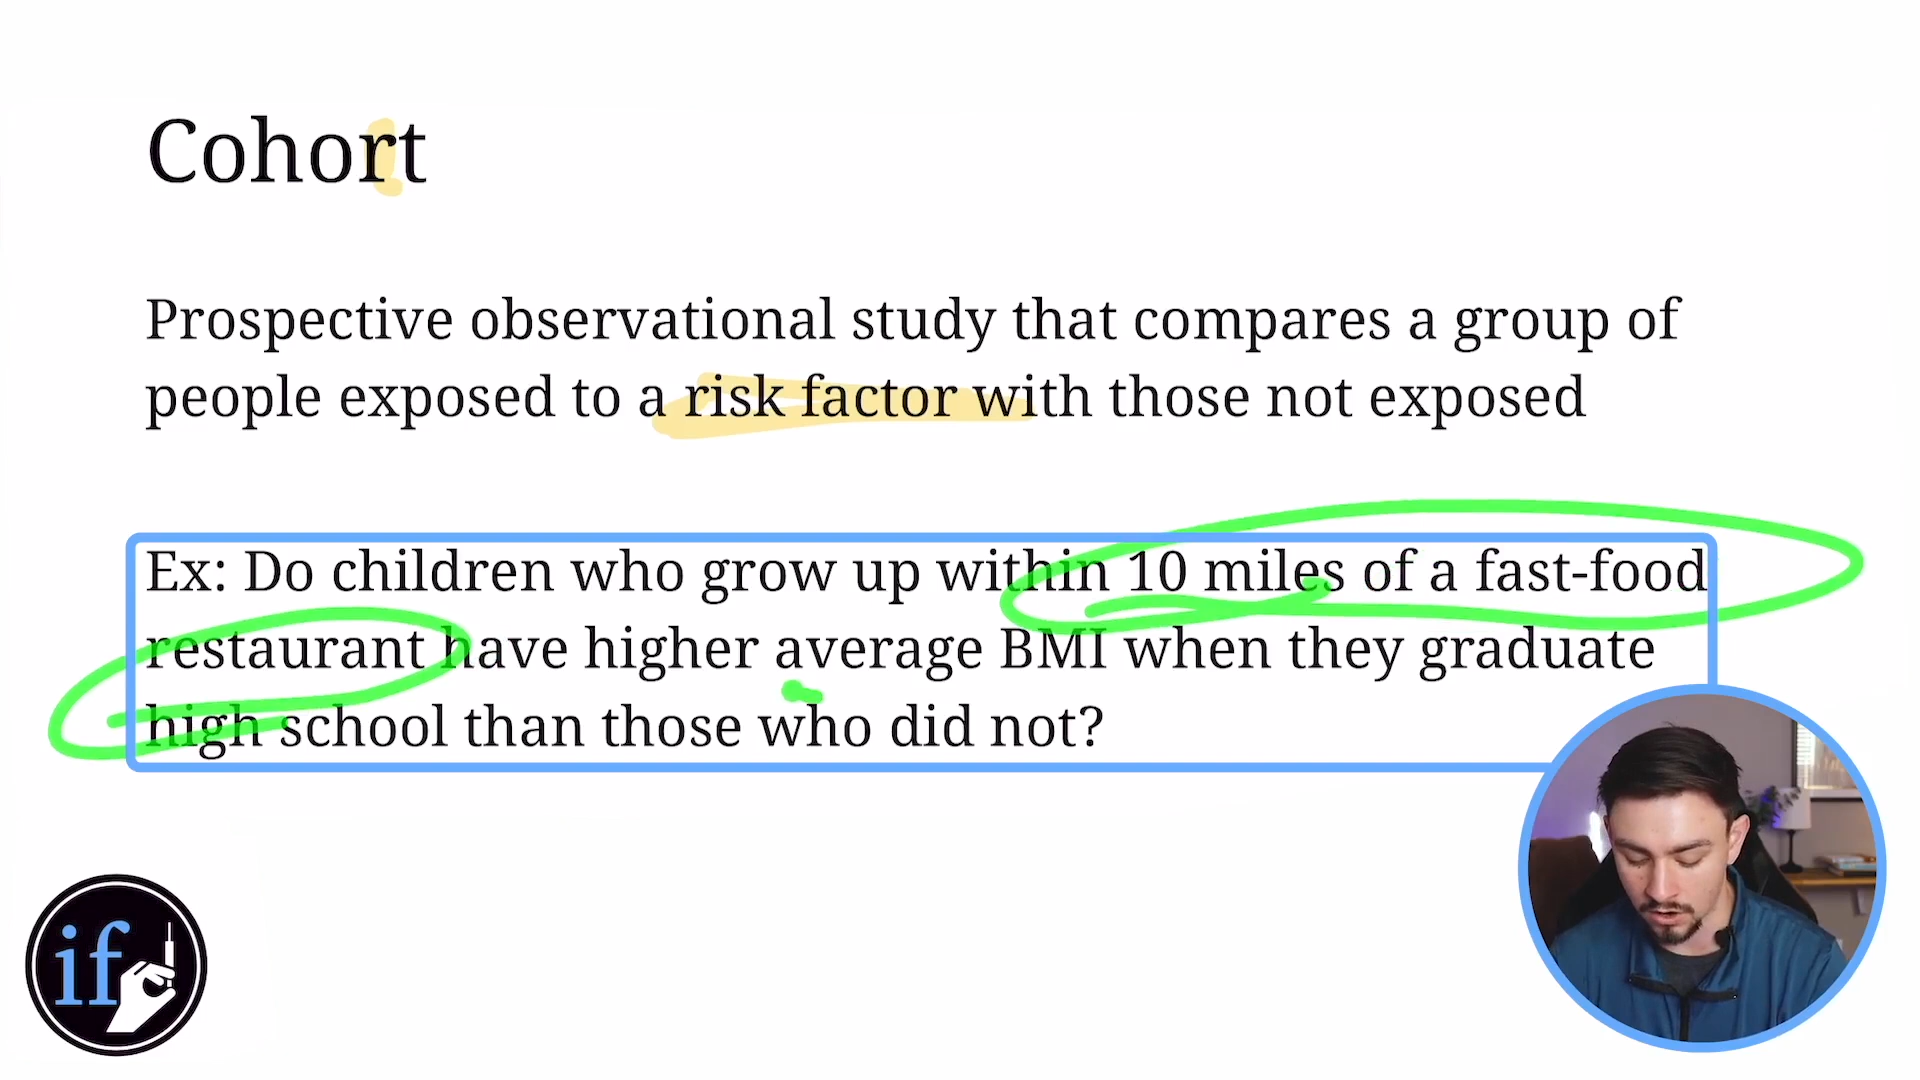 Cohort
Prospective observational study that compares a group of
people exposed to a risk factor with those not exposed
Ex: Do children who grow up within 10 miles of a fast-food
restaurant have higher average BMI when they graduate
high school than those who did not?
if